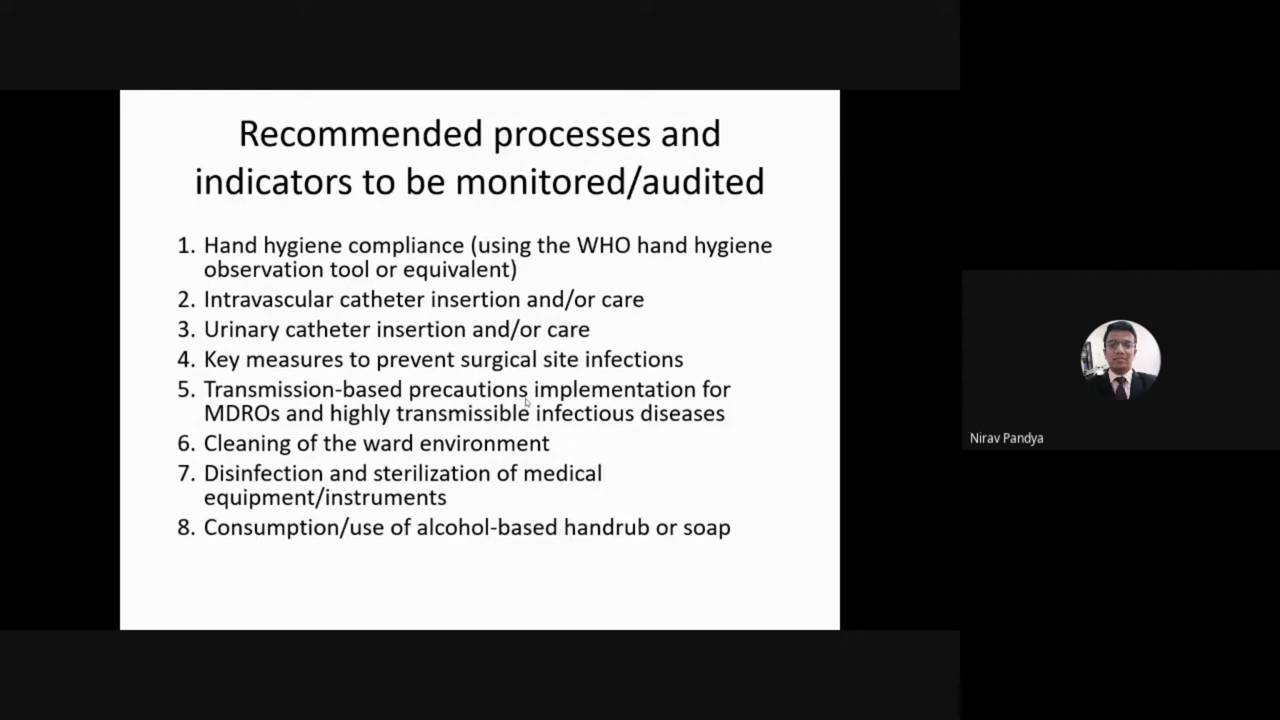 Recommended processes and
indicators to be monitored/audited
1. Hand hygiene compliance (using the WHO hand hygiene
observation tool or equivalent)
2. Intravascular catheter insertion and/or care
3. Urinary catheter insertion and/or care
4. Key measures to prevent surgical site infections
5. Transmission-based precautions implementation for
MDROs and highly transmissible infectious diseases
6. Cleaning of the ward environment
7. Disinfection and sterilization of medical
equipment/instruments
8. Consumption/use of alcohol-based handrub or soap
Nirav Pandya